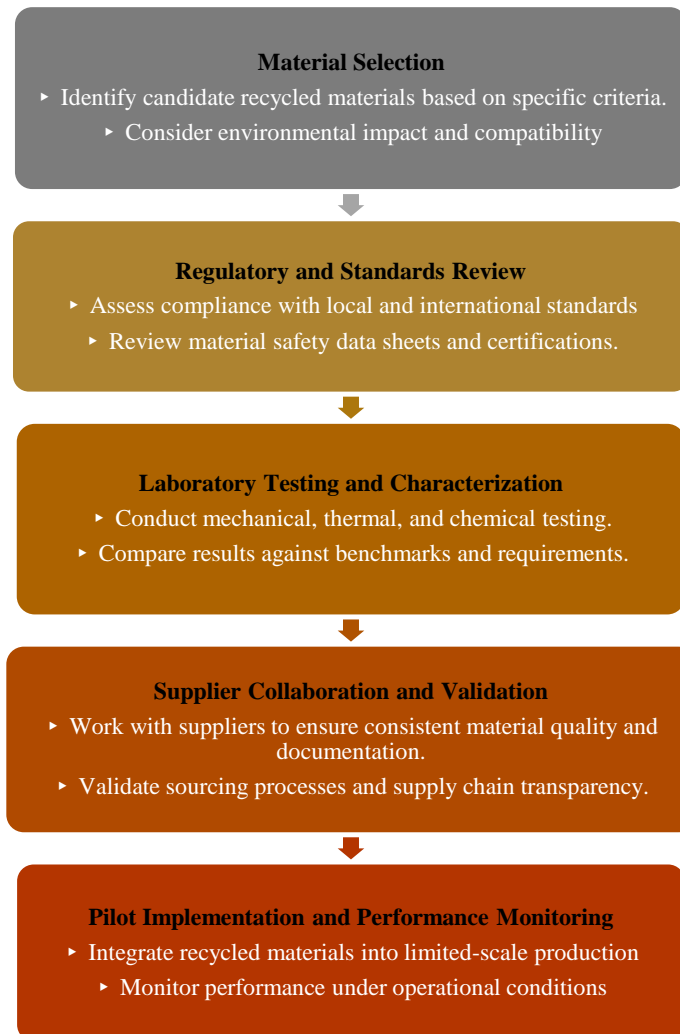 Material Selection
‣ Identify candidate recycled materials based on specific criteria.
‣ Consider environmental impact and compatibility
Regulatory and Standards Review
‣ Assess compliance with local and international standards
‣ Review material safety data sheets and certifications.
Laboratory Testing and Characterization
‣ Conduct mechanical, thermal, and chemical testing.
‣ Compare results against benchmarks and requirements.
Supplier Collaboration and Validation
‣ Work with suppliers to ensure consistent material quality and
documentation.
‣ Validate sourcing processes and supply chain transparency.
Pilot Implementation and Performance Monitoring
‣ Integrate recycled materials into limited-scale production
‣ Monitor performance under operational conditions